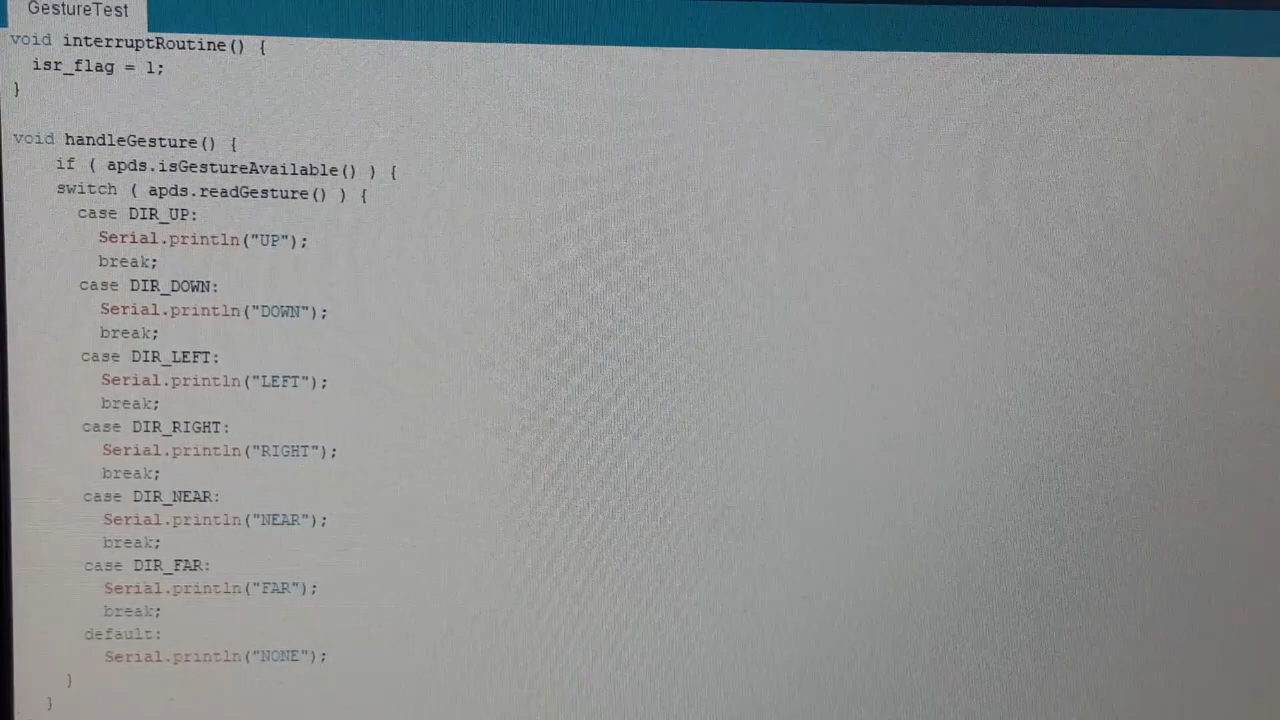 GestureTest
void interruptRoutine() {
isr_flag = 1;
}
void handleGesture() {
if ( apds.isGestureAvailable() ) {
switch ( apds.readGesture() ) {
case DIR_UP:
Serial.println("UP");
break;
case DIR_DOWN:
Serial.println("DOWN");
break;
case DIR_LEFT:
Serial.println("LEFT");
break;
case DIR_RIGHT:
Serial.println("RIGHT");
break;
case DIR_NEAR:
Serial.println("NEAR");
break;
case DIR_FAR:
Serial.println("FAR");
break;
default:
Serial.println("NONE");
}
}